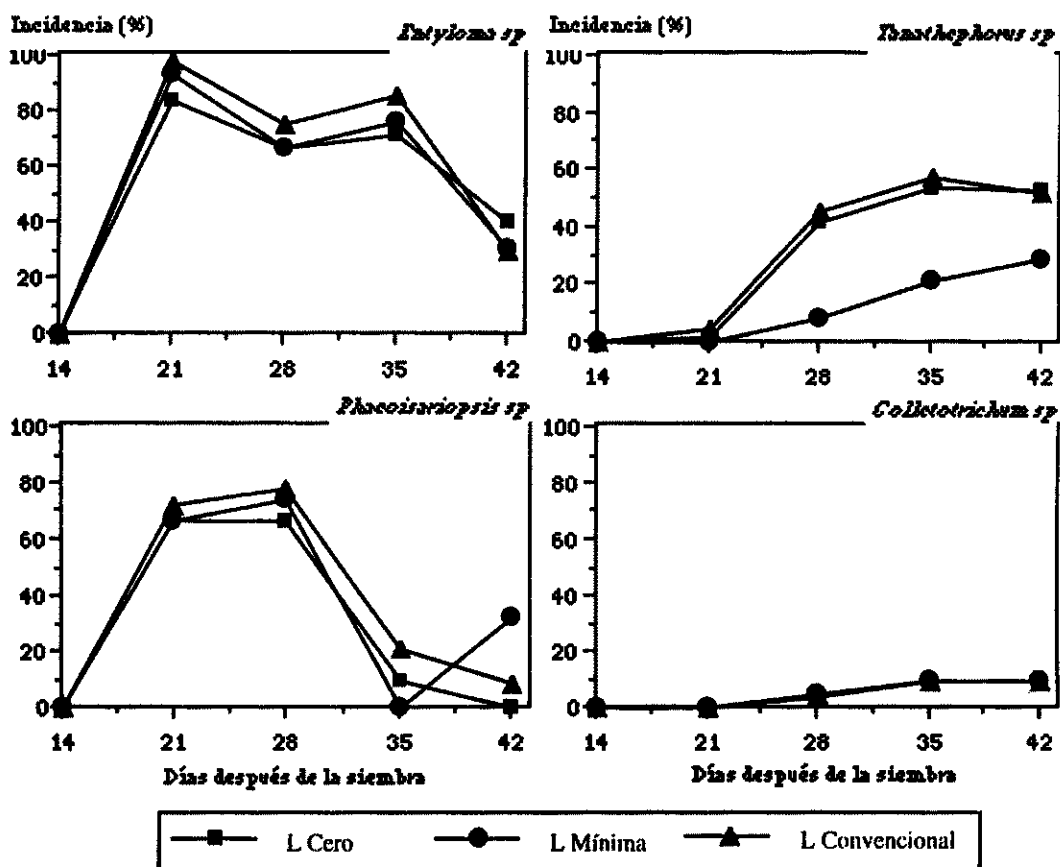 Incidencia (%)
Entyloma sp
100
80
60
40
20
0
14 21 28 35 42
Incidencia (%)
Tanathephorus sp
100
80
60
40
20
0
14 21 28 35 42
Phaeoisariopsis sp
100
80
60
40
20
0
14 21 28 35 42
Días después de la siembra
Colletotrichum sp
100
80
60
40
20
0
14 21 28 35 42
Días después de la siembra
L Cero L Mínima L Convencional